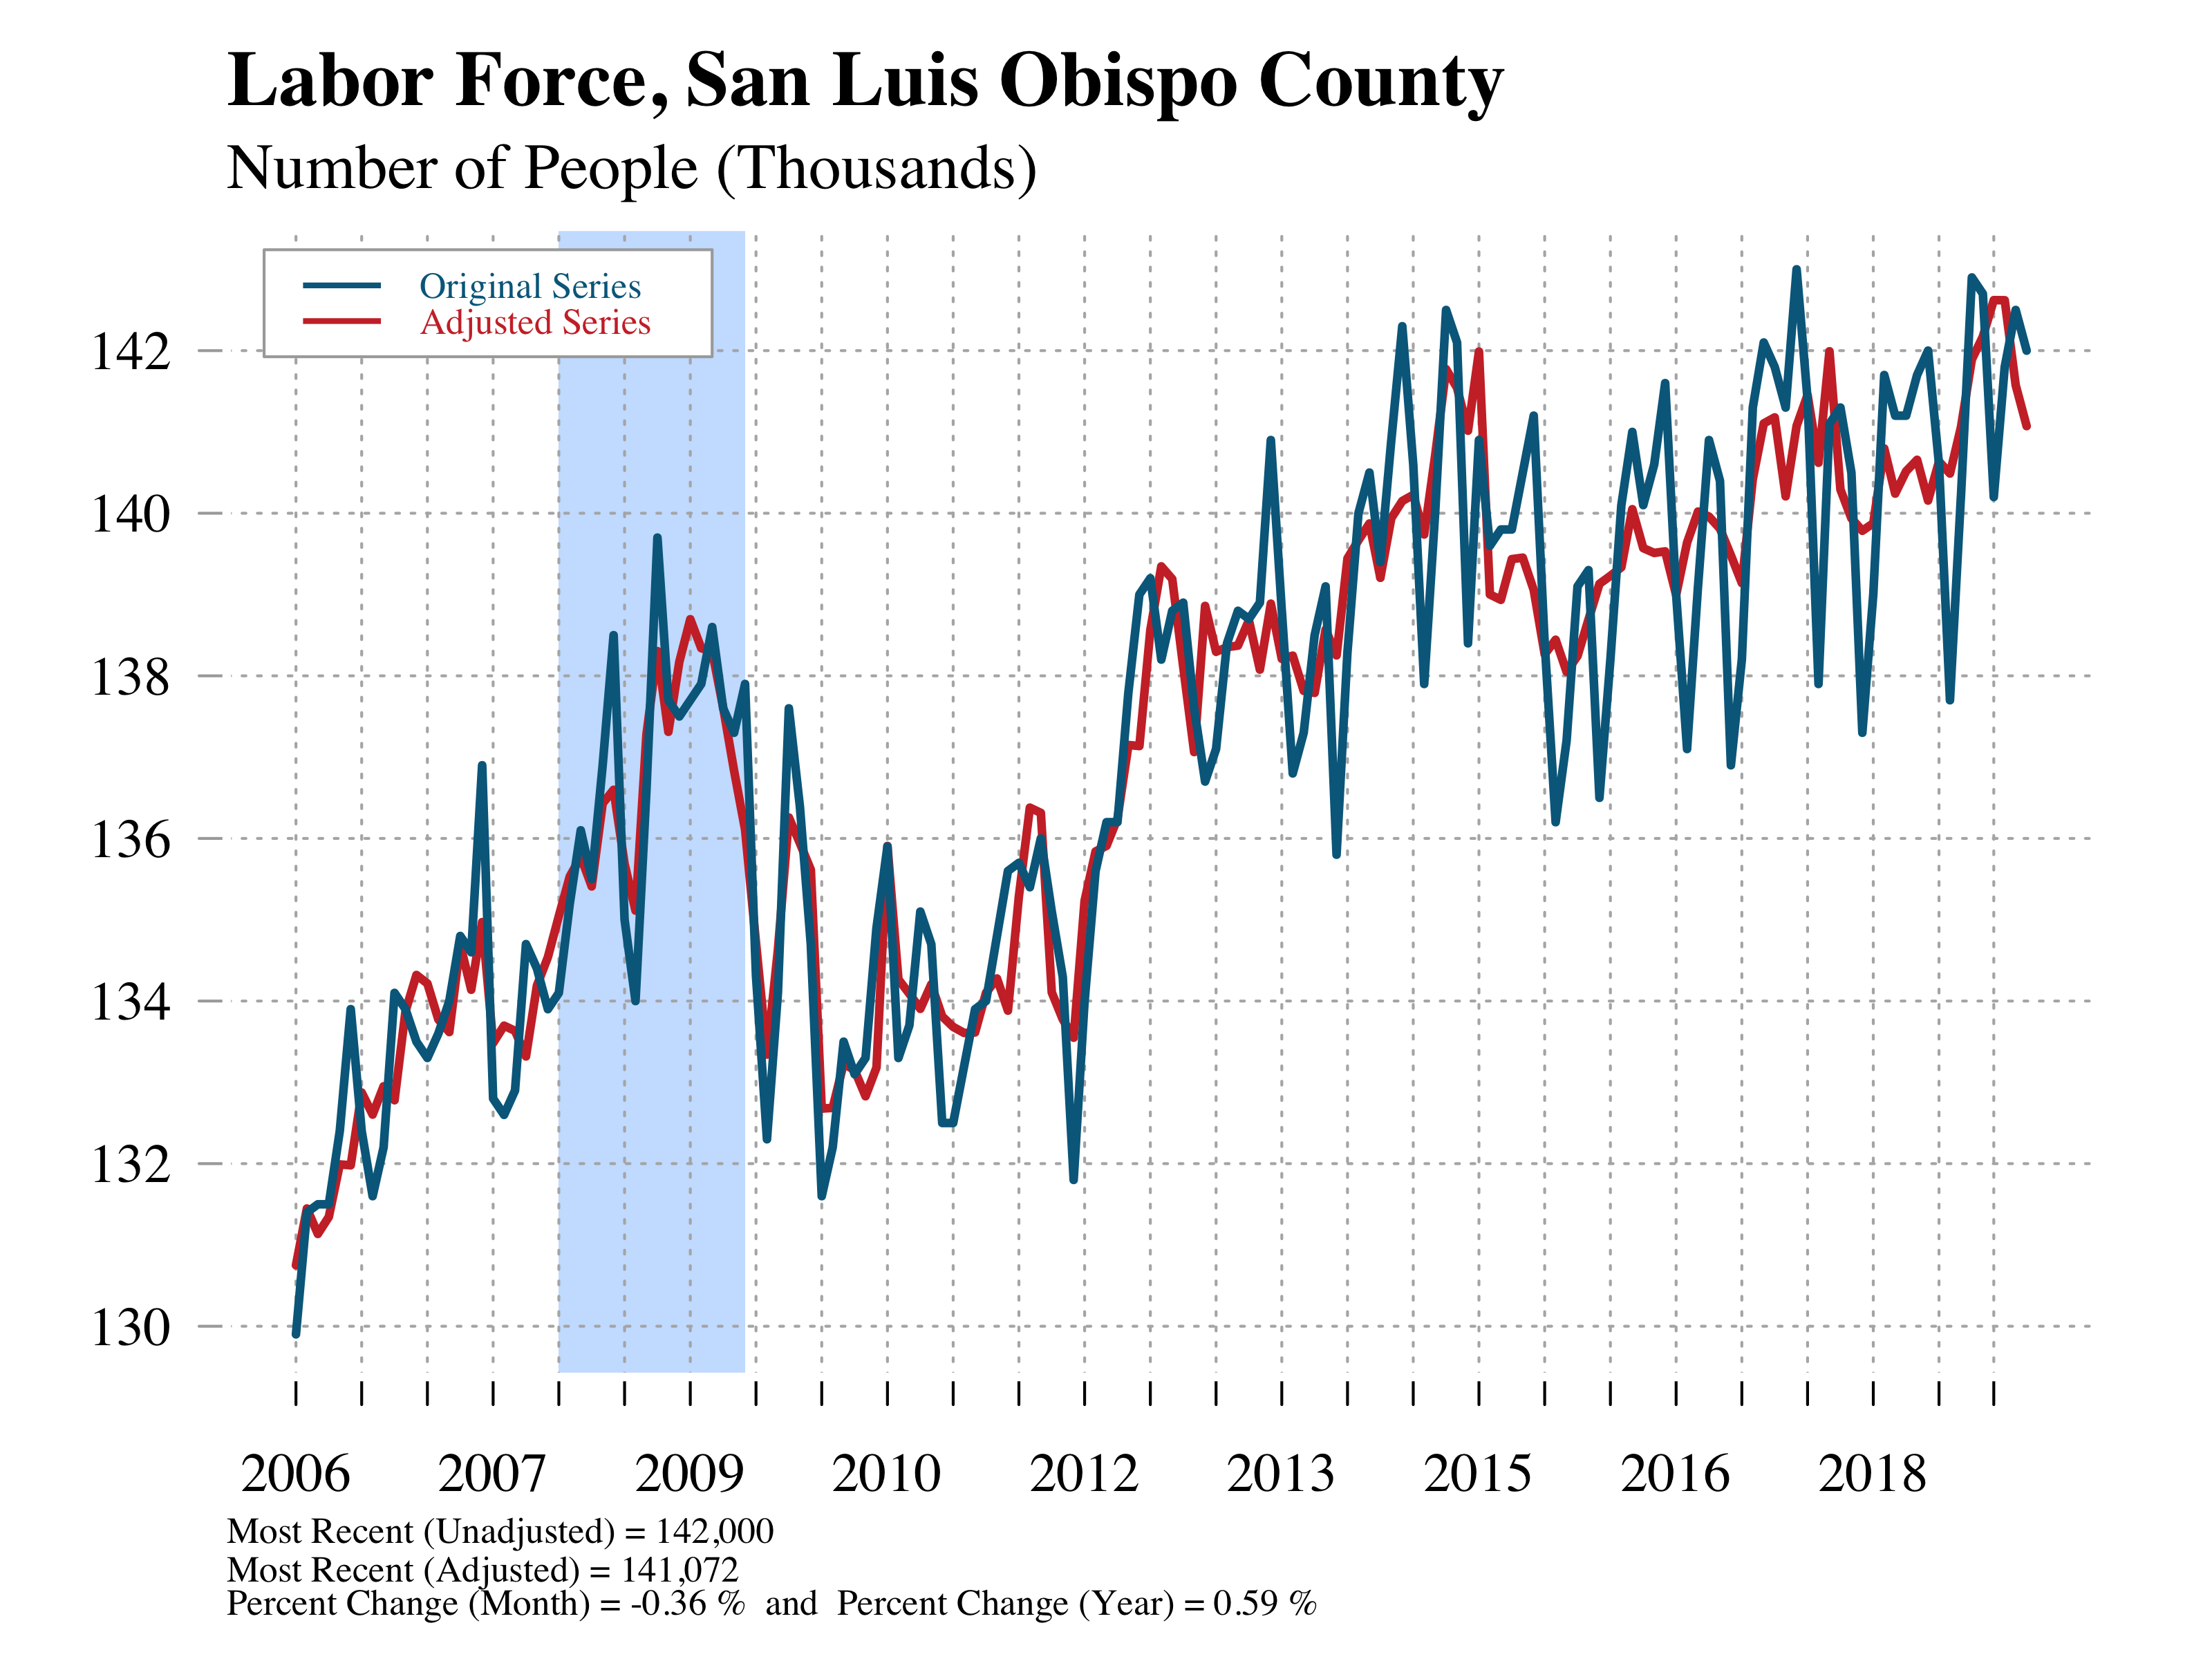 Labor Force, San Luis Obispo County
Number of People (Thousands)
Original Series
Adjusted Series
142
140
138
136
134
132
130
2006 2007 2009 2010 2012 2013 2015 2016 2018
Most Recent (Unadjusted) = 142,000
Most Recent (Adjusted) = 141,072
Percent Change (Month) = -0.36 % and Percent Change (Year) = 0.59 %